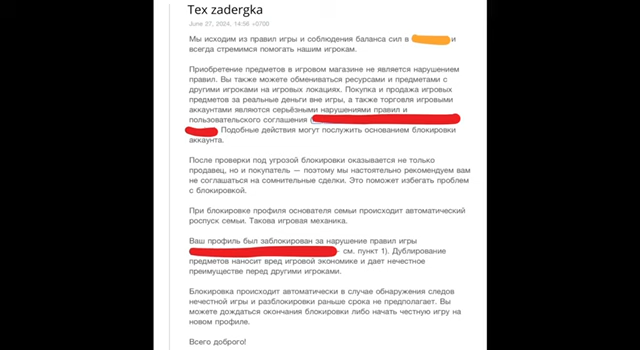 Tex zadergka
June 27, 2024, 14:56 +0700
Мы исходим из правил игры и соблюдения баланса сил в и
всегда стремимся помогать нашим игрокам.
Приобретение предметов в игровом магазине не является нарушением
правил. Вы также можете обмениваться ресурсами и предметами с
другими игроками на игровых локациях. Покупка и продажа игровых
предметов за реальные деньги вне игры, а также торговля игровыми
аккаунтами являются серьёзными нарушениями правил и
пользовательского соглашения (
Подобные действия могут послужить основанием блокировки
аккаунта.
После проверки под угрозой блокировки оказывается не только
продавец, но и покупатель — поэтому мы настоятельно рекомендуем вам
не соглашаться на сомнительные сделки. Это поможет избегать проблем
с блокировкой.
При блокировке профиля основателя семьи происходит автоматический
роспуск семьи. Такова игровая механика.
Ваш профиль был заблокирован за нарушение правил игры
- см. пункт 1). Дублирование
предметов наносит вред игровой экономике и дает нечестное
преимуществе перед другими игроками.
Блокировка происходит автоматически в случае обнаружения следов
нечестной игры и разблокировки раньше срока не предполагает. Вы
можете дождаться окончания блокировки либо начать честную игру на
новом профиле.
Всего доброго!